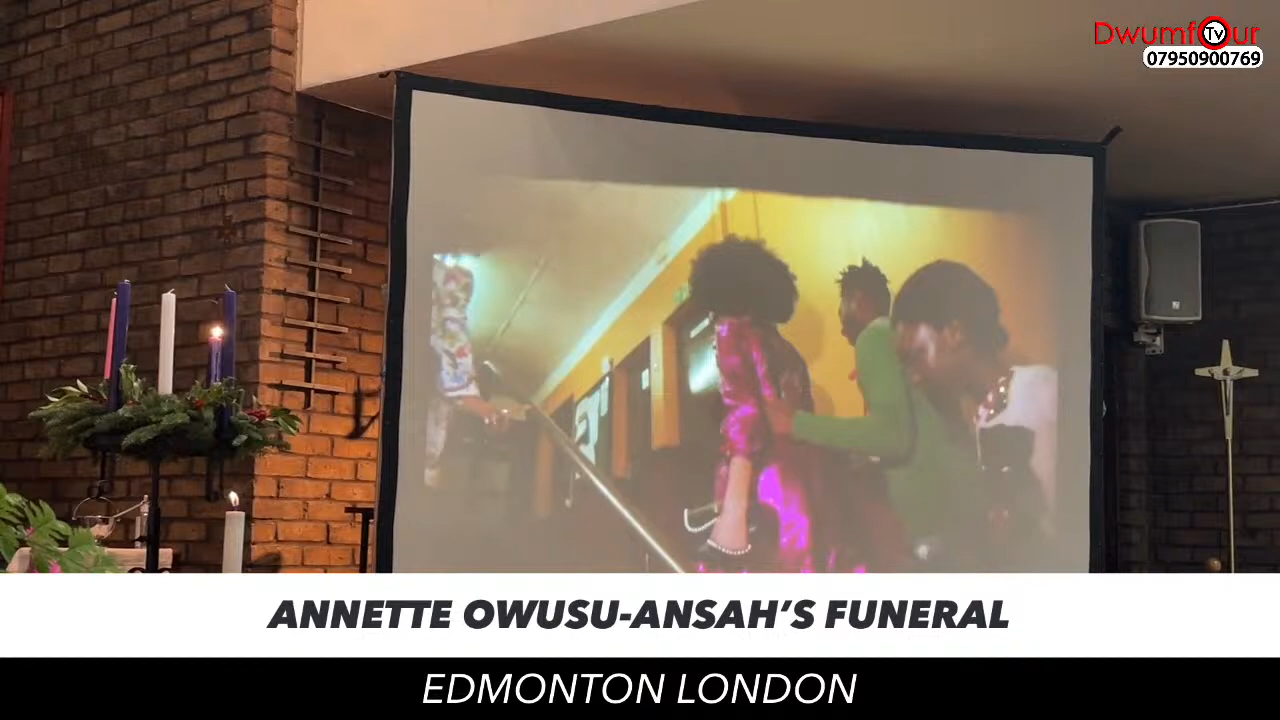 Dwumfour
TV
07950900769
ANNETTE OWUSU-ANSAH'S FUNERAL
EDMONTON LONDON